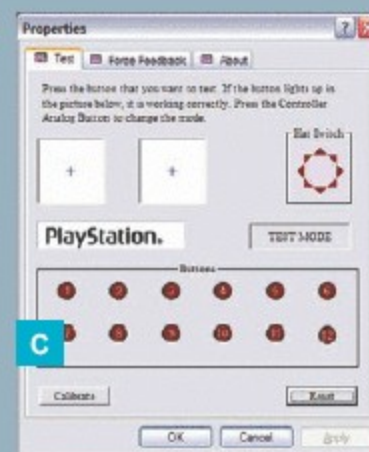 Properties
Test Force Feedback About
Press the button that you want to test. If the button lights up in
the picture below, it is working correctly. Press the Controller
Analog Button to change the mode.
Hat Switch
PlayStation.
TEST MODE
Buttons
1 2 3 4 5 6
7 8 9 10 11 12
C
Calibrate
OK Cancel Apply